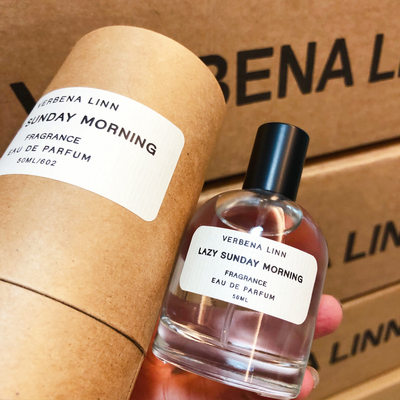 VERBENA LINN
SUNDAY MORNING
FRAGRANCE
EAU DE PARFUM
50ML/602
VERBENA LINN
LAZY SUNDAY MORNING
FRAGRANCE
EAU DE PARFUM
50ML
BENA L
LINN
LINN